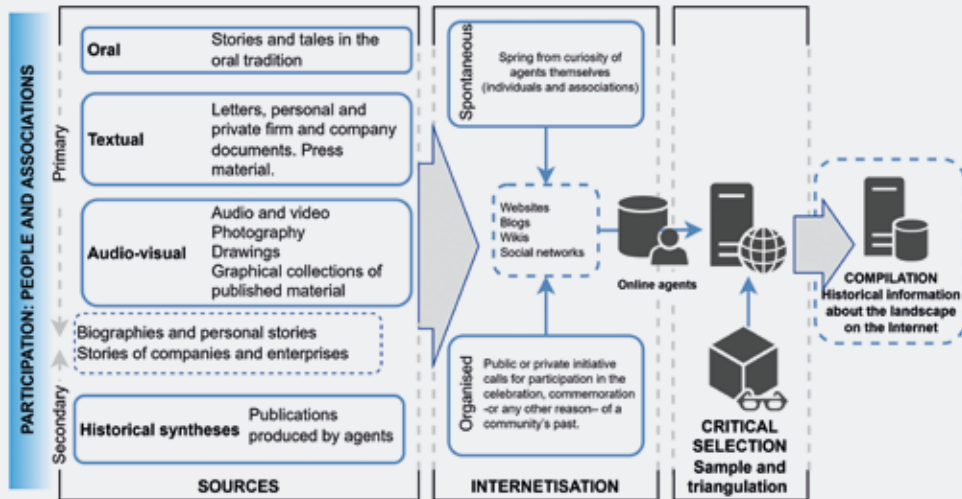 PARTICIPATION: PEOPLE AND ASSOCIATIONS
Primary
Secondary
Oral
Stories and tales in the
oral tradition
Textual
Letters, personal and
private firm and company
documents. Press
material.
Audio-visual
Audio and video
Photography
Drawings
Graphical collections of
published material
Biographies and personal stories
Stories of companies and enterprises
Historical syntheses
Publications
produced by agents
SOURCES
Spontaneous
Spring from curiosity of
agents themselves
(individuals and associations)
Websites
Blogs
Wikis
Social networks
Organised
Public or private initiative
calls for participation in the
celebration, commemoration
-or any other reason– of a
community's past.
INTERNETISATION
Online agents
CRITICAL
SELECTION
Sample and
triangulation
COMPILATION
Historical information
about the landscape
on the Internet